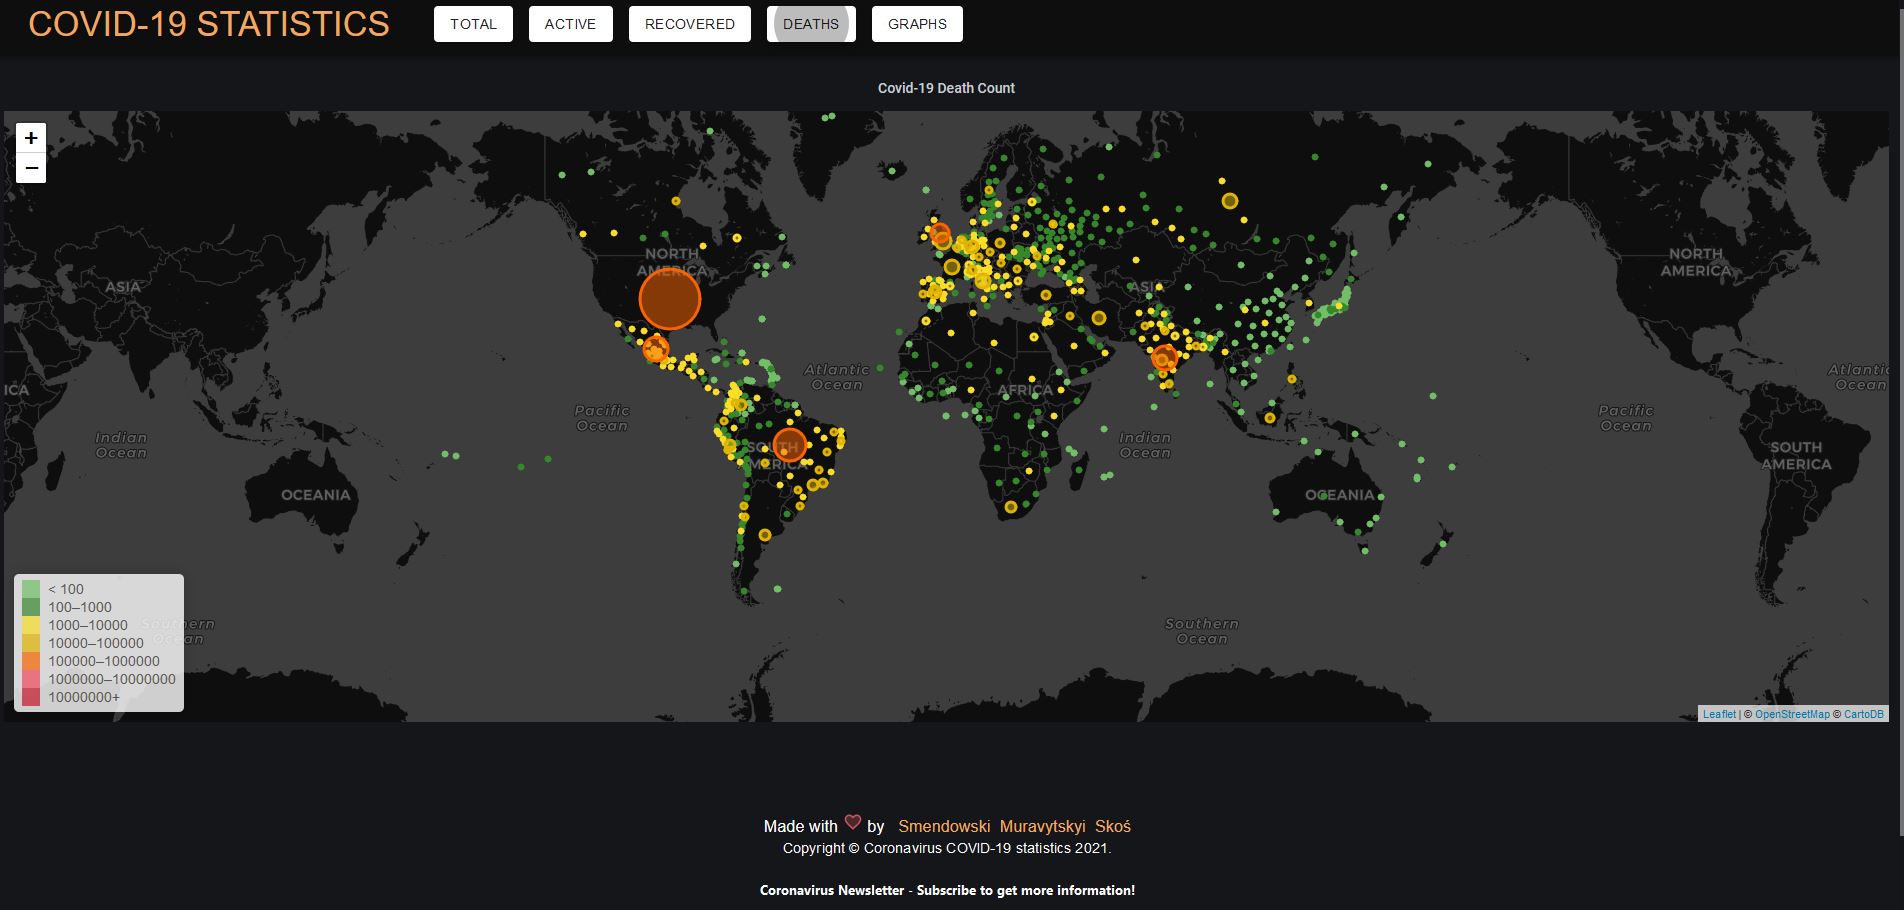 COVID-19 STATISTICS
TOTAL
ACTIVE
RECOVERED
DEATHS
GRAPHS
Covid-19 Death Count
+
−
NORTH
AMERICA
NORTH
AMERICA
ASIA
ASIA
Atlantic
Ocean
Atlantic
Ocean
ICA
AFRICA
Pacific
Ocean
Pacific
Ocean
Indian
Ocean
Indian
Ocean
SOUTH
AMERICA
SOUTH
AMERICA
OCEANIA
OCEANIA
< 100
100–1000
1000–10000
10000–100000
100000–1000000
1000000–10000000
10000000+
Southern
Ocean
Southern
Ocean
Leaflet | © OpenStreetMap © CartoDB
Made with by Smendowski Muravytskyi Skoś
Copyright © Coronavirus COVID-19 statistics 2021.
Coronavirus Newsletter - Subscribe to get more information!